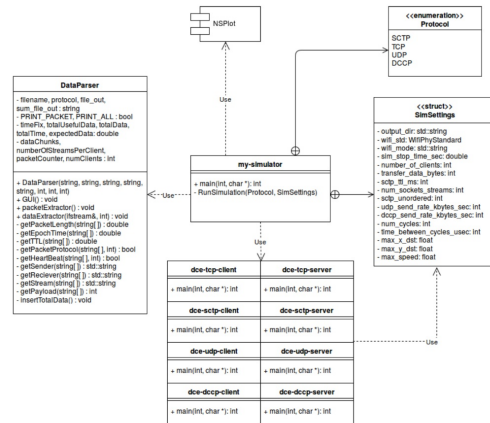 NSPlot
<<enumeration>>
Protocol
SCTP
TCP
UDP
DCCP
Use
DataParser
- filename, protocol, file_out,
sum_file_out : string
- PRINT_PACKET, PRINT_ALL : bool
- timeFix, totalUsefulData, totalData,
totalTime, expectedData: double
- dataChunks,
numberOfStreamsPerClient,
packetCounter, numClients : int
+ DataParser(string, string, string, string,
string, int, int, int)
+ GUI() : void
+ packetExtractor() : void
- dataExtractor(ifstream&, int) : void
- getPacketLength(string[ ]) : double
- getEpochTime(string[ ]) : double
- getTTL(string[ ]) : double
- getPacketProtocol(string[ ], int) : bool
- getHeartBeat(string[ ], int) : bool
- getSender(string[ ]) : std::string
- getReciever(string[ ]) : std::string
- getStream(string[ ]) : std::string
- getPayload(string[ ]) : int
- insertTotalData() : void
Use
my-simulator
+ main(int, char *): int
- RunSimulation(Protocol, SimSettings)
<<struct>>
SimSettings
- output_dir: std::string
- wifi_std: WifiPhyStandard
- wifi_mode: std::string
- sim_stop_time_sec: double
- number_of_clients: int
- transfer_data_bytes: int
- sctp_ttl_ms: int
- num_sockets_streams: int
- sctp_unordered: int
- udp_send_rate_kbytes_sec: int
- dccp_send_rate_kbytes_sec: int
- num_cycles: int
- time_between_cycles_usec: int
- max_x_dst: float
- max_y_dst: float
- max_speed: float
Use
dce-tcp-client
+ main(int, char *): int
dce-tcp-server
+ main(int, char *): int
dce-sctp-client
+ main(int, char *): int
dce-sctp-server
+ main(int, char *): int
dce-udp-client
+ main(int, char *): int
dce-udp-server
+ main(int, char *): int
dce-dccp-client
+ main(int, char *): int
dce-dccp-server
+ main(int, char *): int
Use